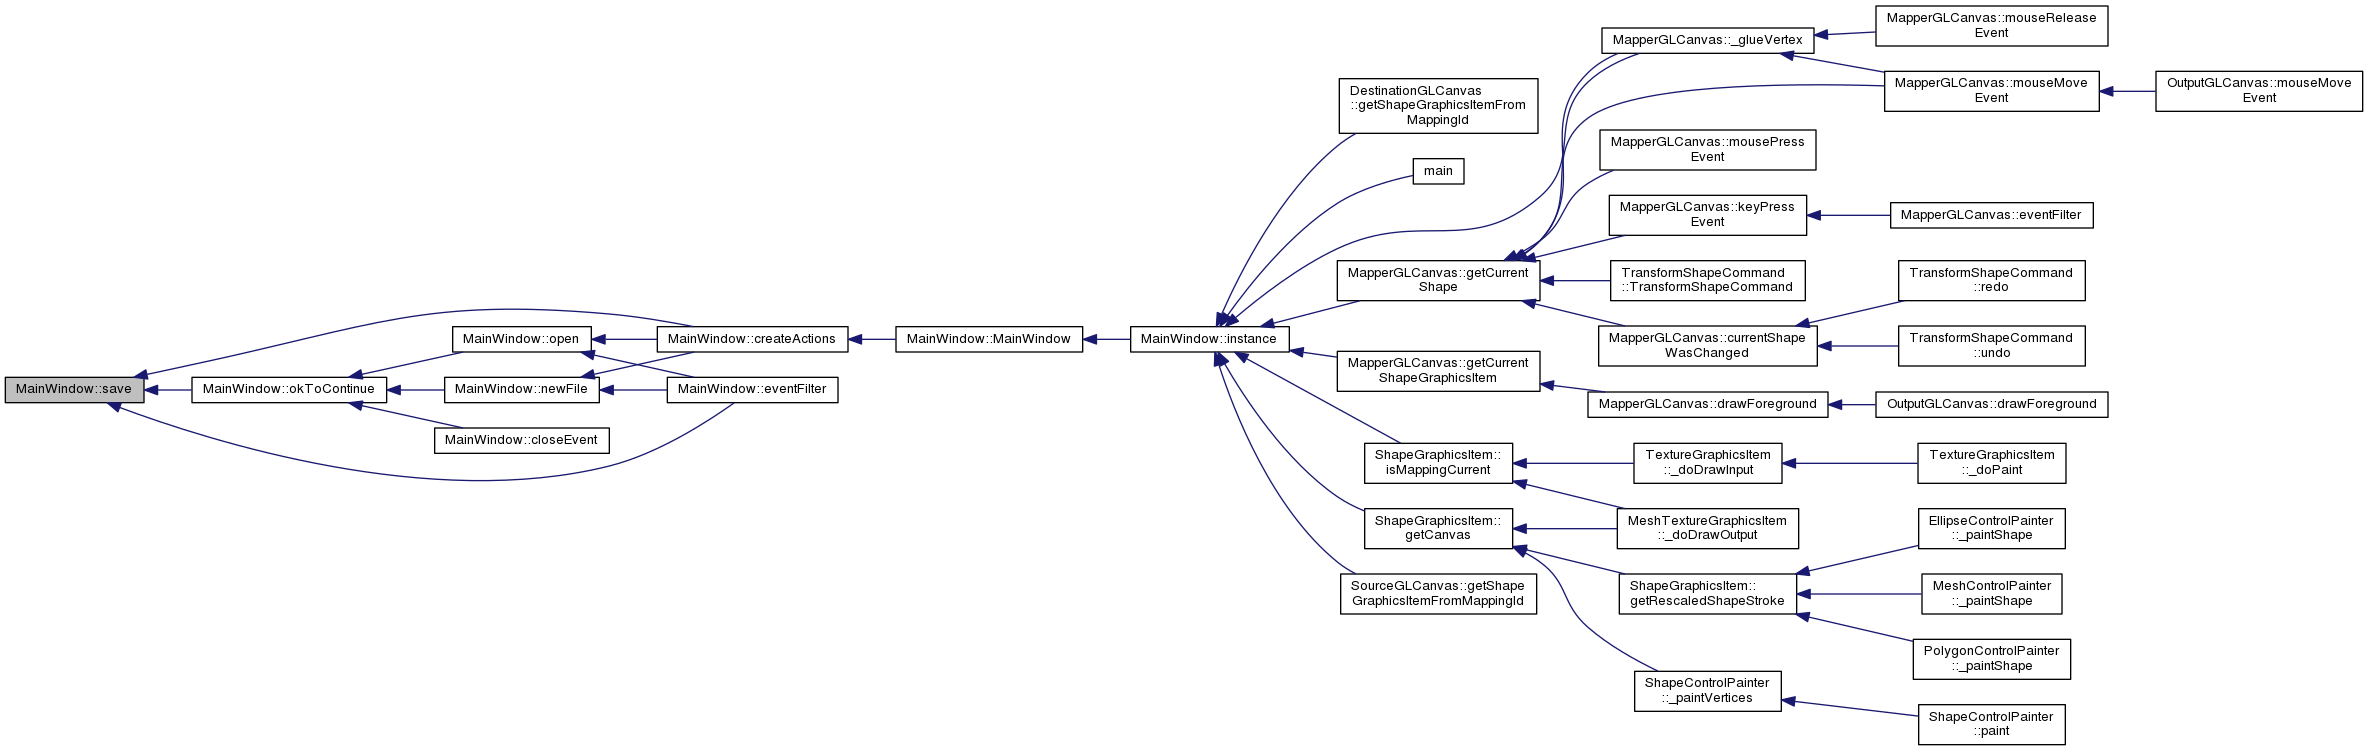 MainWindow::save
MainWindow::okToContinue
MainWindow::open
MainWindow::newFile
MainWindow::closeEvent
MainWindow::createActions
MainWindow::eventFilter
MainWindow::MainWindow
MainWindow::instance
DestinationGLCanvas
::getShapeGraphicsItemFrom
MappingId
main
MapperGLCanvas::getCurrent
Shape
MapperGLCanvas::getCurrent
ShapeGraphicsItem
ShapeGraphicsItem::
isMappingCurrent
ShapeGraphicsItem::
getCanvas
SourceGLCanvas::getShape
GraphicsItemFromMappingId
MapperGLCanvas::_glueVertex
MapperGLCanvas::mousePress
Event
MapperGLCanvas::keyPress
Event
TransformShapeCommand
::TransformShapeCommand
MapperGLCanvas::currentShape
WasChanged
MapperGLCanvas::drawForeground
TextureGraphicsItem
::_doDrawInput
MeshTextureGraphicsItem
::_doDrawOutput
ShapeGraphicsItem::
getRescaledShapeStroke
ShapeControlPainter
::_paintVertices
MapperGLCanvas::mouseRelease
Event
MapperGLCanvas::mouseMove
Event
MapperGLCanvas::eventFilter
TransformShapeCommand
::redo
TransformShapeCommand
::undo
OutputGLCanvas::drawForeground
TextureGraphicsItem
::_doPaint
EllipseControlPainter
::_paintShape
MeshControlPainter
::_paintShape
PolygonControlPainter
::_paintShape
ShapeControlPainter
::paint
OutputGLCanvas::mouseMove
Event